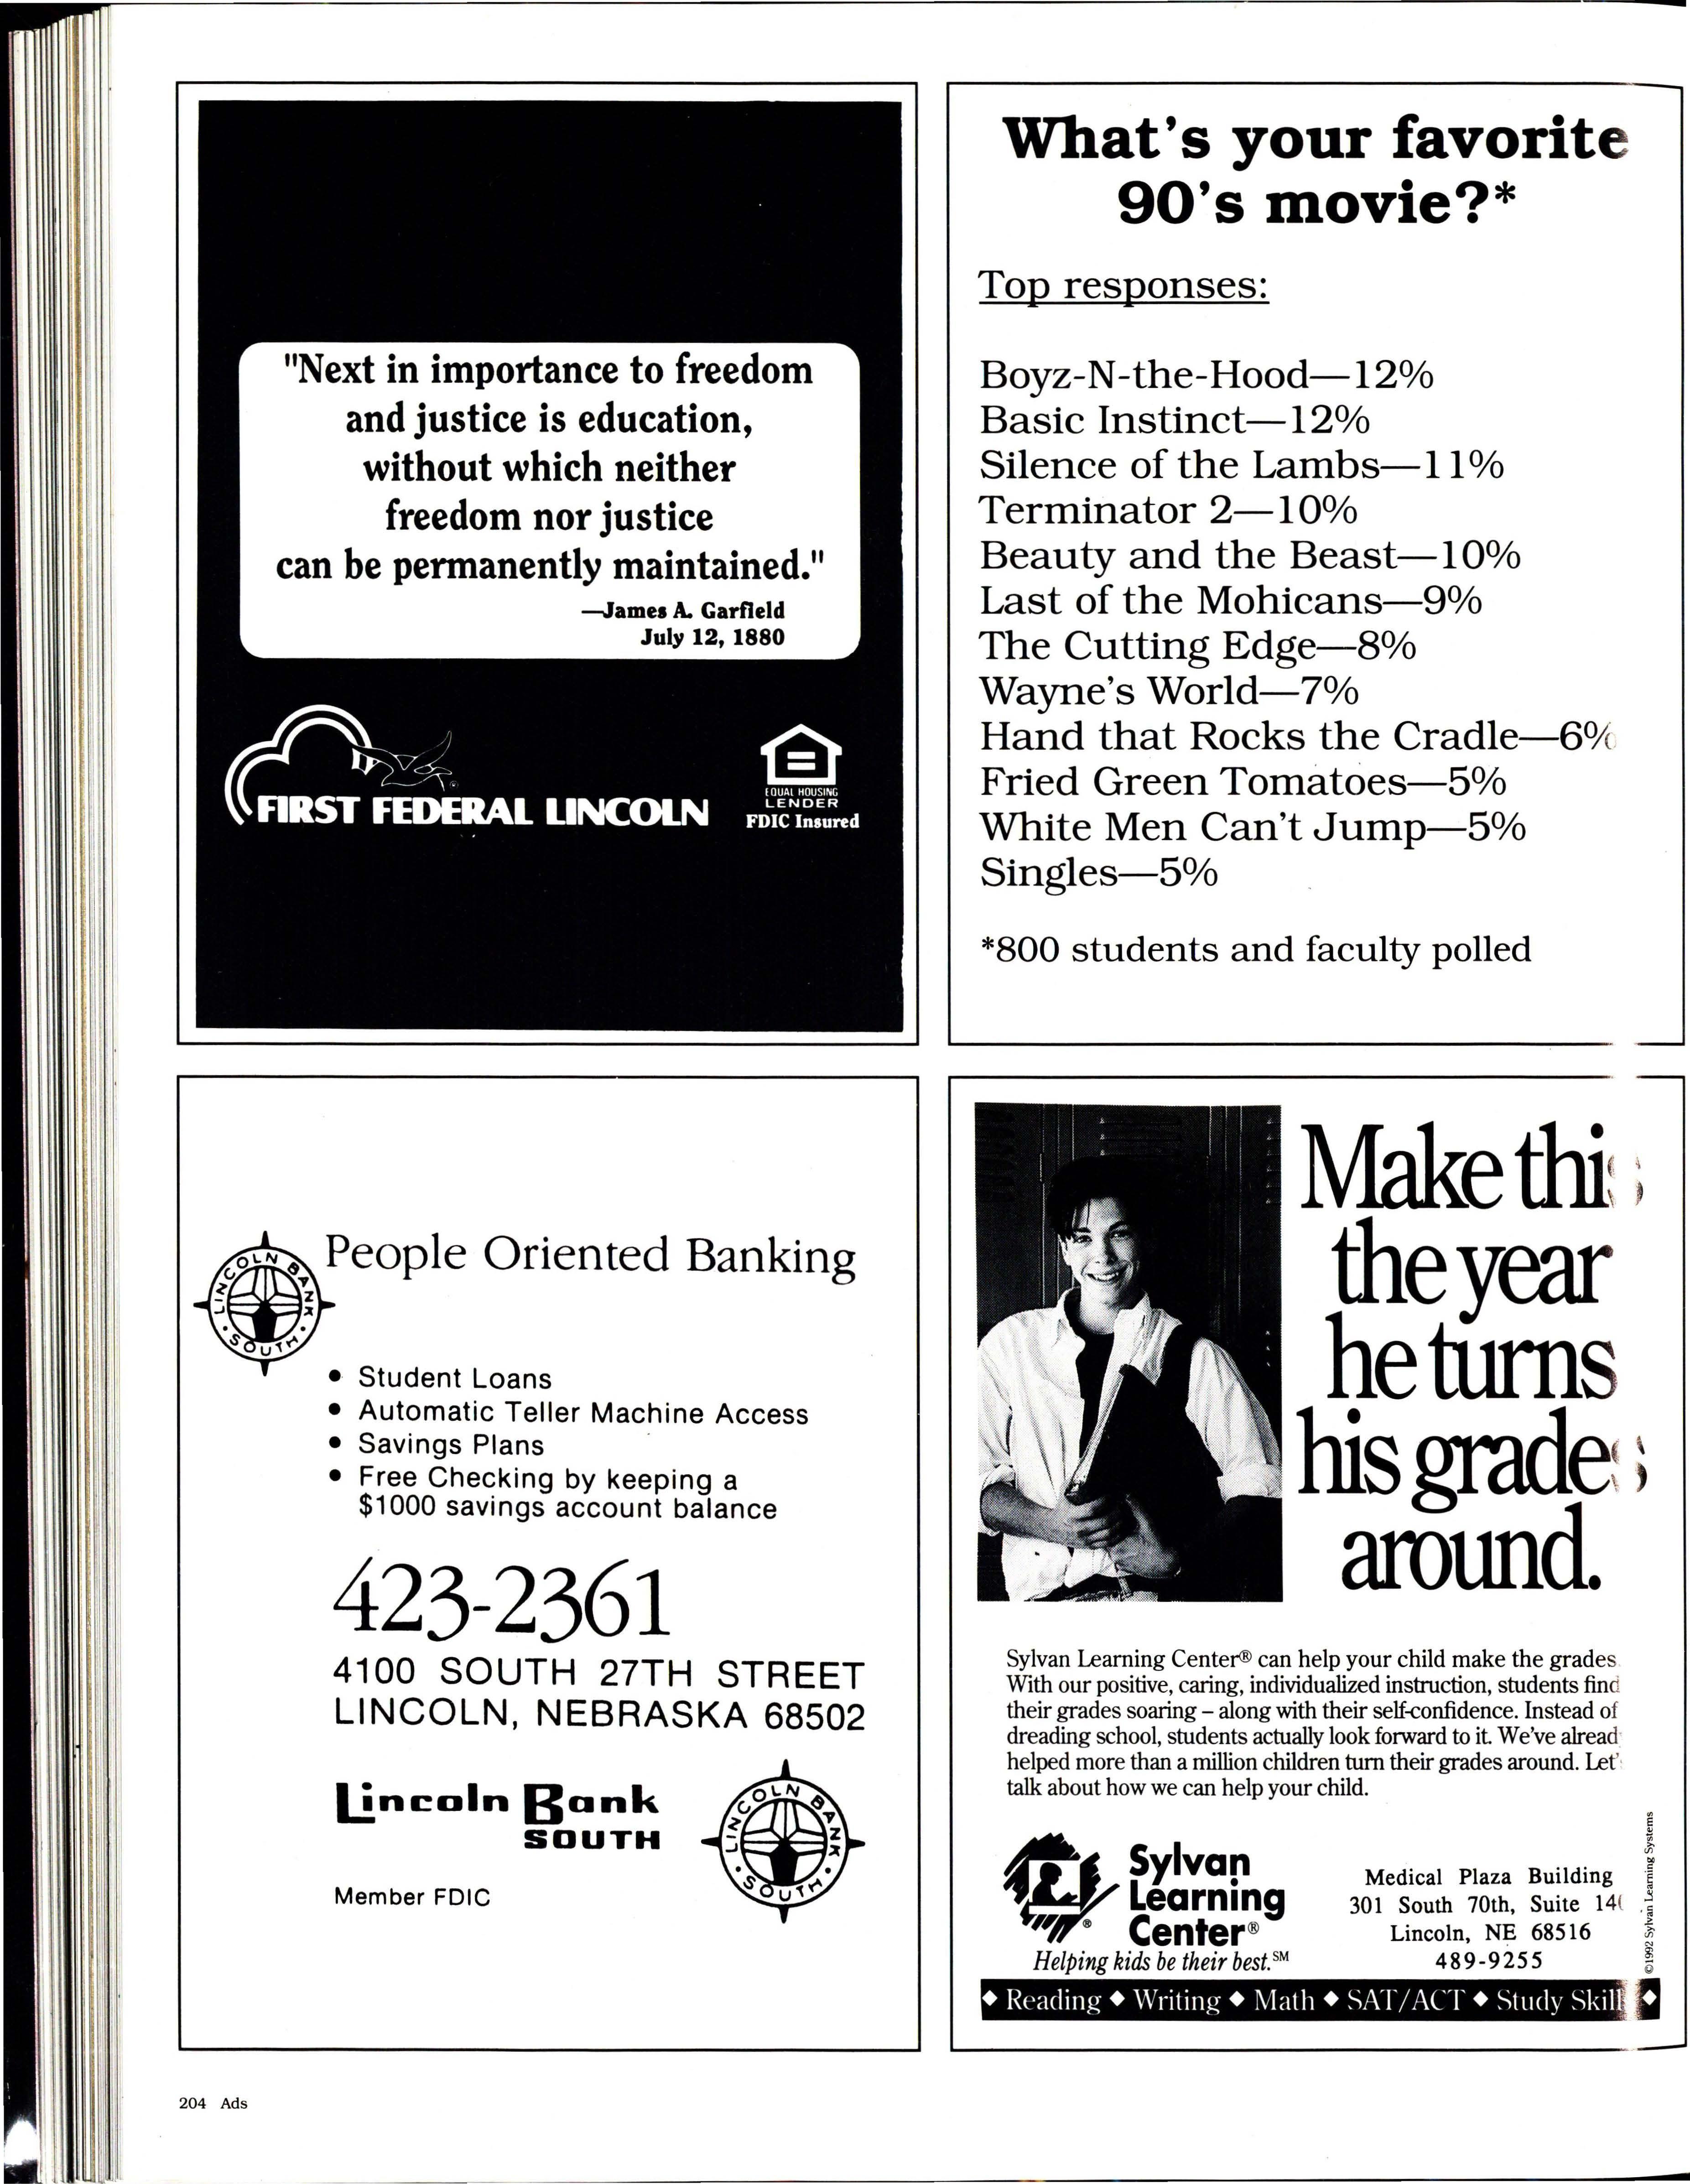 "Next in importance to freedom
and justice is education,
without which neither
freedom nor justice
can be permanently maintained."
—James A. Garfield
July 12, 1880
FIRST FEDERAL LINCOLN
EQUAL HOUSING
LENDER
FDIC Insured
What's your favorite
90's movie?*
Top responses:
Boyz-N-the-Hood—12%
Basic Instinct—12%
Silence of the Lambs—11%
Terminator 2—10%
Beauty and the Beast—10%
Last of the Mohicans—9%
The Cutting Edge—8%
Wayne's World—7%
Hand that Rocks the Cradle—6%
Fried Green Tomatoes—5%
White Men Can't Jump—5%
Singles—5%
*800 students and faculty polled
LINCOLN BANK • SOUTH •
People Oriented Banking
• Student Loans
• Automatic Teller Machine Access
• Savings Plans
• Free Checking by keeping a
$1000 savings account balance
423-2361
4100 SOUTH 27TH STREET
LINCOLN, NEBRASKA 68502
Lincoln Bank
SOUTH
LINCOLN BANK • SOUTH •
Member FDIC
Make this
the year
he turns
his grades
around.
Sylvan Learning Center® can help your child make the grades.
With our positive, caring, individualized instruction, students find
their grades soaring – along with their self-confidence. Instead of
dreading school, students actually look forward to it. We've alread
helped more than a million children turn their grades around. Let'
talk about how we can help your child.
Sylvan
Learning
Center®
Helping kids be their best.℠
Medical Plaza Building
301 South 70th, Suite 14
Lincoln, NE 68516
489-9255
©1992 Sylvan Learning Systems
◆ Reading ◆ Writing ◆ Math ◆ SAT/ACT ◆ Study Skill ◆
204 Ads